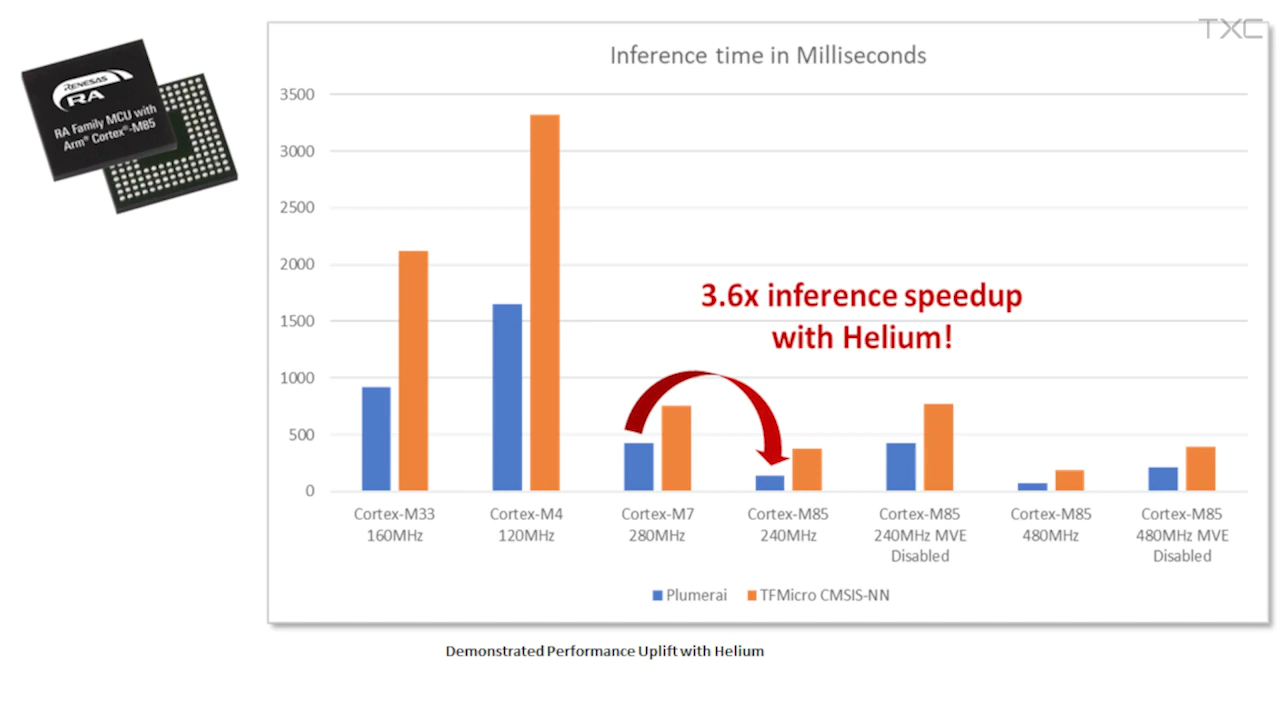 TXC
RENESAS
RA
RA Family MCU with
Arm® Cortex®-M85
Inference time in Milliseconds
3500
3000
2500
2000
1500
1000
500
0
3.6x inference speedup
with Helium!
Cortex-M33
160MHz
Cortex-M4
120MHz
Cortex-M7
280MHz
Cortex-M85
240MHz
Cortex-M85
240MHz MVE
Disabled
Cortex-M85
480MHz
Cortex-M85
480MHz MVE
Disabled
Plumerai
TFMicro CMSIS-NN
Demonstrated Performance Uplift with Helium